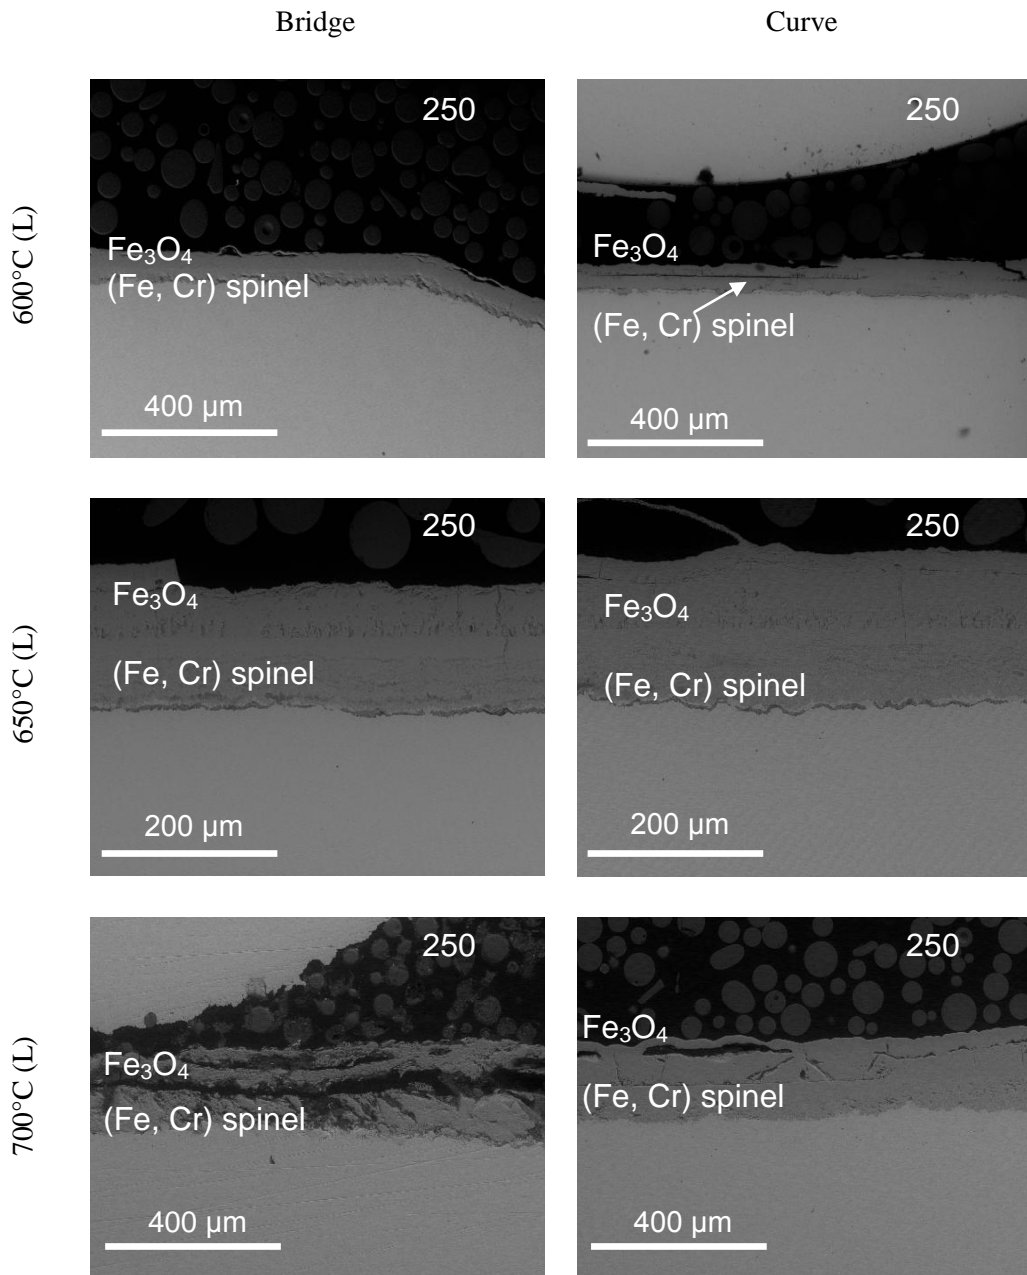 Bridge
Curve
600°C (L)
250
Fe₃O₄
(Fe, Cr) spinel
400 µm
250
Fe₃O₄
(Fe, Cr) spinel
400 µm
650°C (L)
250
Fe₃O₄
(Fe, Cr) spinel
200 µm
250
Fe₃O₄
(Fe, Cr) spinel
200 µm
700°C (L)
250
Fe₃O₄
(Fe, Cr) spinel
400 µm
250
Fe₃O₄
(Fe, Cr) spinel
400 µm